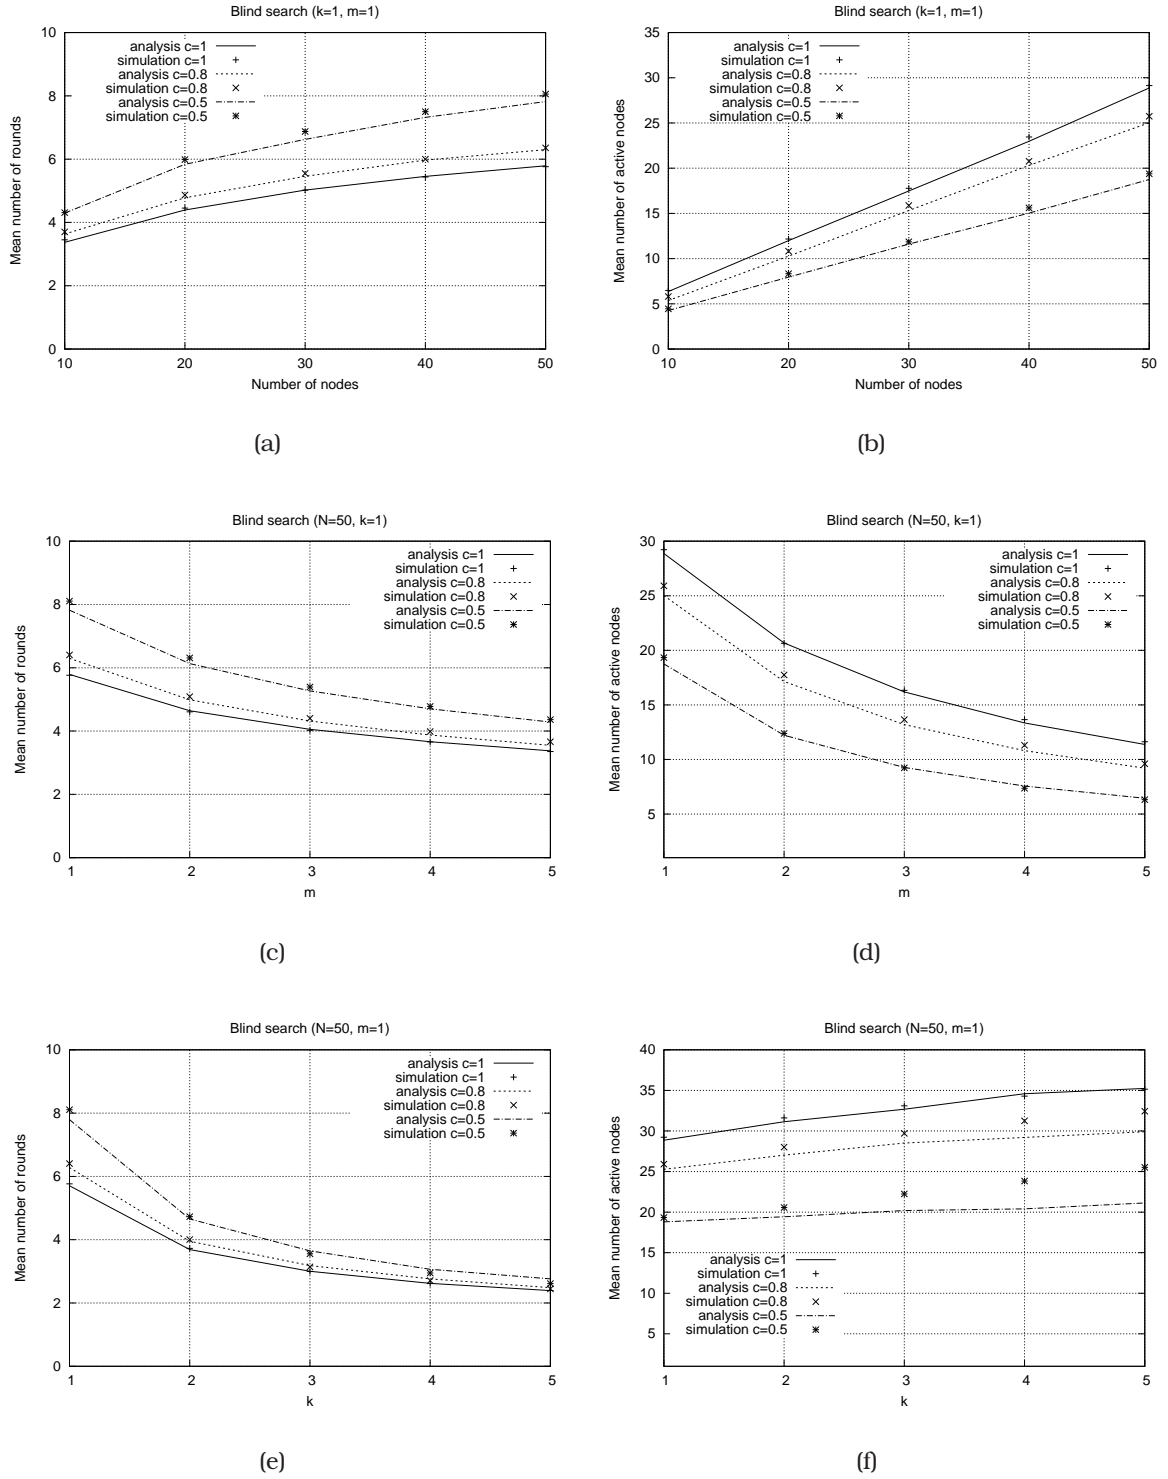 Blind search (k=1, m=1)
10
8
6
4
2
0
Mean number of rounds
analysis c=1
simulation c=1
analysis c=0.8
simulation c=0.8
analysis c=0.5
simulation c=0.5
10 20 30 40 50
Number of nodes
(a)
Blind search (k=1, m=1)
35
30
25
20
15
10
5
0
Mean number of active nodes
analysis c=1
simulation c=1
analysis c=0.8
simulation c=0.8
analysis c=0.5
simulation c=0.5
10 20 30 40 50
Number of nodes
(b)
Blind search (N=50, k=1)
10
8
6
4
2
0
Mean number of rounds
analysis c=1
simulation c=1
analysis c=0.8
simulation c=0.8
analysis c=0.5
simulation c=0.5
1 2 3 4 5
m
(c)
Blind search (N=50, k=1)
30
25
20
15
10
5
Mean number of active nodes
analysis c=1
simulation c=1
analysis c=0.8
simulation c=0.8
analysis c=0.5
simulation c=0.5
1 2 3 4 5
m
(d)
Blind search (N=50, m=1)
10
8
6
4
2
0
Mean number of rounds
analysis c=1
simulation c=1
analysis c=0.8
simulation c=0.8
analysis c=0.5
simulation c=0.5
1 2 3 4 5
k
(e)
Blind search (N=50, m=1)
40
35
30
25
20
15
10
5
Mean number of active nodes
analysis c=1
simulation c=1
analysis c=0.8
simulation c=0.8
analysis c=0.5
simulation c=0.5
1 2 3 4 5
k
(f)